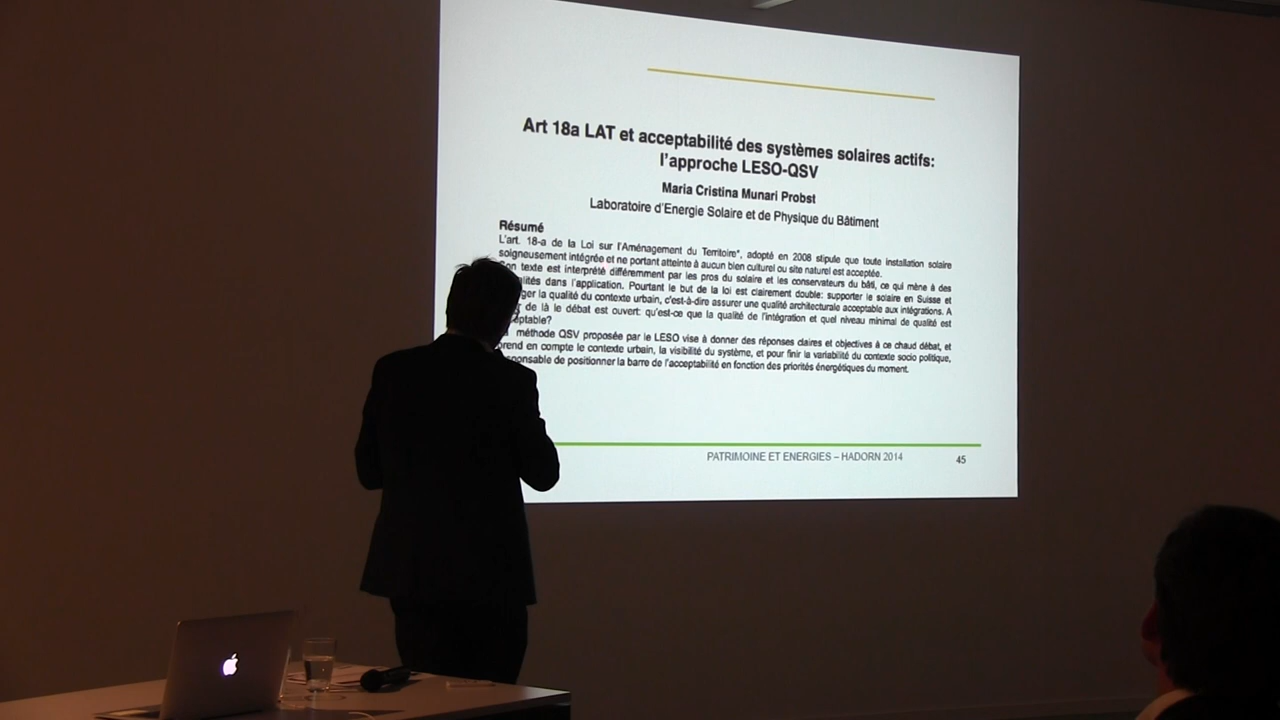 Art 18a LAT et acceptabilité des systèmes solaires actifs:
l'approche LESO-QSV
Maria Cristina Munari Probst
Laboratoire d'Energie Solaire et de Physique du Bâtiment
Résumé
L'art. 18-a de la Loi sur l'Aménagement du Territoire*, adopté en 2008 stipule que toute installation solaire
soigneusement intégrée et ne portant atteinte à aucun bien culturel ou site naturel est acceptée.
Son texte est interprété différemment par les pros du solaire et les conservateurs du bâti, ce qui mène à des
dans l'application. Pourtant le but de la loi est clairement double: supporter le solaire en Suisse et
la qualité du contexte urbain, c'est-à-dire assurer une qualité architecturale acceptable aux intégrations. A
de là le débat est ouvert: qu'est-ce que la qualité de l'intégration et quel niveau minimal de qualité est
méthode QSV proposée par le LESO vise à donner des réponses claires et objectives à ce chaud débat, et
prend en compte le contexte urbain, la visibilité du système, et pour finir la variabilité du contexte socio politique,
responsable de positionner la barre de l'acceptabilité en fonction des priorités énergétiques du moment.
PATRIMOINE ET ENERGIES – HADORN 2014 45